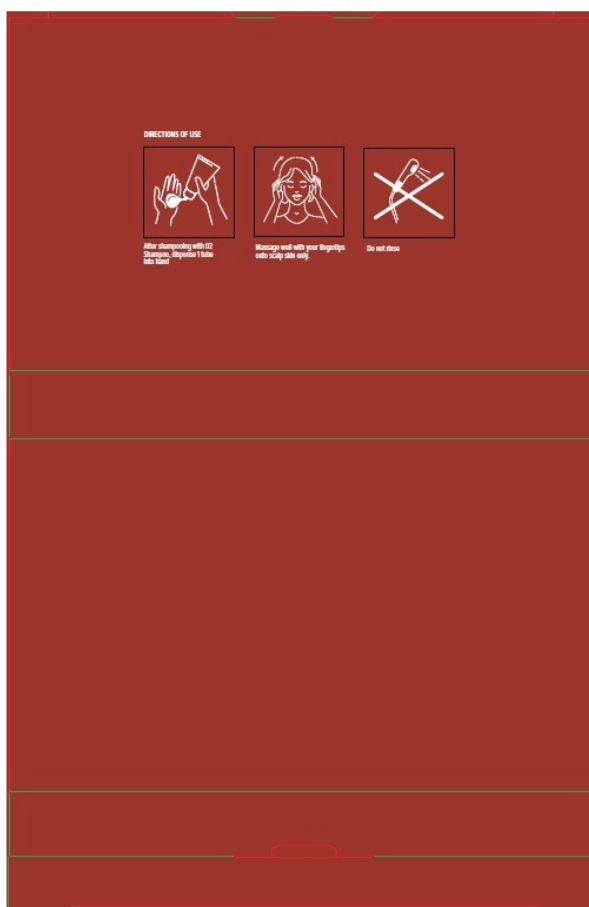 DIRECTIONS OF USE
After shampooing with 02
Shampoo, dispense 1 tube
into hand
Massage well with your fingertips
onto scalp skin only.
Do not rinse